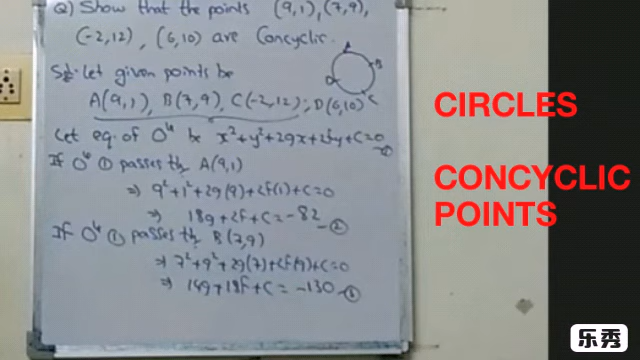 Q) Show that the points (9,1), (7,9),
(-2,12), (6,10) are Concyclic.
Sol: Let given points be
A(9,1), B(7,9), C(-2,12), D(6,10)
A
B
C
D
Let eq. of O^le be x²+y²+2gx+2fy+c=0 —①
If O^le ① passes th. A(9,1)
⇒ 9²+1²+2g(9)+2f(1)+c=0
⇒ 18g+2f+c=-82 —②
If O^le ① passes th. B(7,9)
⇒ 7²+9²+2g(7)+2f(9)+c=0
⇒ 14g+18f+c=-130 —③
CIRCLES
CONCYCLIC
POINTS
乐秀